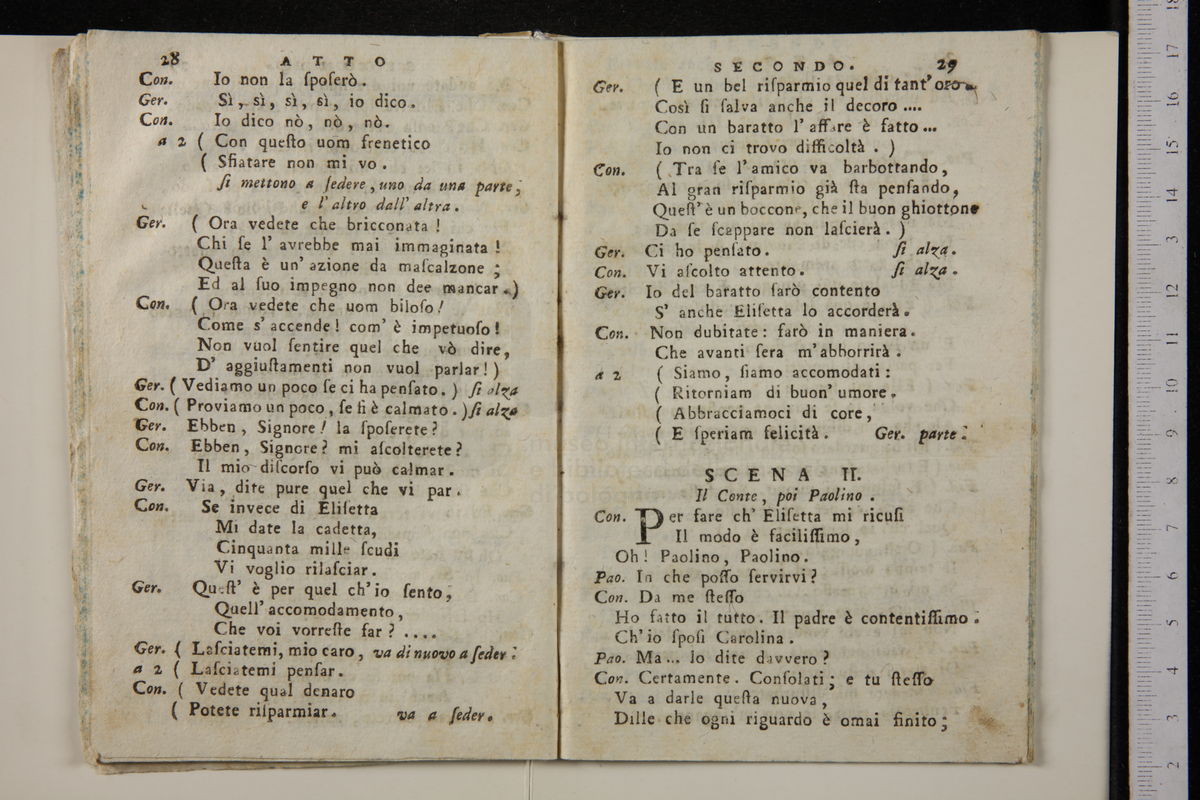 28 ATTO
Con. Io non la ſpoſerò.
Ger. Sì, sì, sì, sì, io dico.
Con. Io dico nò, nò, nò.
a 2 ( Con queſto uom frenetico
( Sfiatare non mi vo.
ſi mettono a ſedere, uno da una parte,
e l'altro dall'altra.
Ger. ( Ora vedete che bricconata!
Chi ſe l'avrebbe mai immaginata!
Queſta è un'azione da maſcalzone;
Ed al ſuo impegno non dee mancar.)
Con. ( Ora vedete che uom biloſo!
Come s'accende! com'è impetuoſo!
Non vuol ſentire quel che vò dire,
D'aggiuſtamenti non vuol parlar!)
Ger. ( Vediamo un poco ſe ci ha penſato.) ſi alza
Con. ( Proviamo un poco, ſe ſi è calmato.) ſi alza
Ger. Ebben, Signore! la ſpoſerete?
Con. Ebben, Signore? mi aſcolterete?
Il mio diſcorſo vi può calmar.
Ger. Via, dite pure quel che vi par.
Con. Se invece di Eliſetta
Mi date la cadetta,
Cinquanta mille ſcudi
Vi voglio rilaſciar.
Ger. Queſt' è per quel ch'io ſento,
Quell'accomodamento,
Che voi vorreſte far? ....
Ger. ( Laſciatemi, mio caro, va di nuovo a ſeder.
a 2 ( Laſciatemi penſar.
Con. ( Vedete qual denaro
( Potete riſparmiar. va a ſeder.
SECONDO. 29
Ger. ( E un bel riſparmio quel di tant'oro
Così ſi ſalva anche il decoro ....
Con un baratto l'affare è fatto...
Io non ci trovo difficoltà. )
Con. ( Tra ſe l'amico va barbottando,
Al gran riſparmio già ſta penſando,
Queſt'è un boccone, che il buon ghiottone
Da ſe ſcappare non laſcierà. )
Ger. Ci ho penſato. ſi alza.
Con. Vi aſcolto attento. ſi alza.
Ger. Io del baratto ſarò contento
S'anche Eliſetta lo accorderà.
Con. Non dubitate: farò in maniera.
Che avanti ſera m'abborrirà.
a 2 ( Siamo, ſiamo accomodati:
( Ritorniam di buon'umore.
( Abbracciamoci di core,
( E ſperiam felicità. Ger. parte.
SCENA II.
Il Conte, poi Paolino.
Con. Per fare ch'Eliſetta mi ricuſi
Il modo è faciliſſimo,
Oh! Paolino, Paolino.
Pao. In che poſſo ſervirvi?
Con. Da me ſteſſo
Ho fatto il tutto. Il padre è contentiſſimo.
Ch'io ſpoſi Carolina.
Pao. Ma... lo dite davvero?
Con. Certamente. Conſolati; e tu ſteſſo
Va a darle queſta nuova,
Dille che ogni riguardo è omai finito;